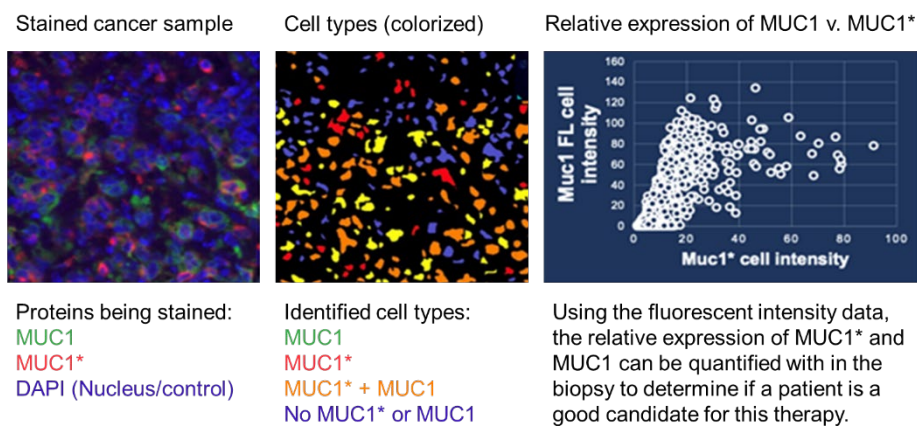 Stained cancer sample
Cell types (colorized)
Relative expression of MUC1 v. MUC1*
Muc1 FL cell
intensity
160
140
120
100
80
60
40
20
0
0
20
40
60
80
100
Muc1* cell intensity
Proteins being stained:
MUC1
MUC1*
DAPI (Nucleus/control)
Identified cell types:
MUC1
MUC1*
MUC1* + MUC1
No MUC1* or MUC1
Using the fluorescent intensity data,
the relative expression of MUC1* and
MUC1 can be quantified with in the
biopsy to determine if a patient is a
good candidate for this therapy.